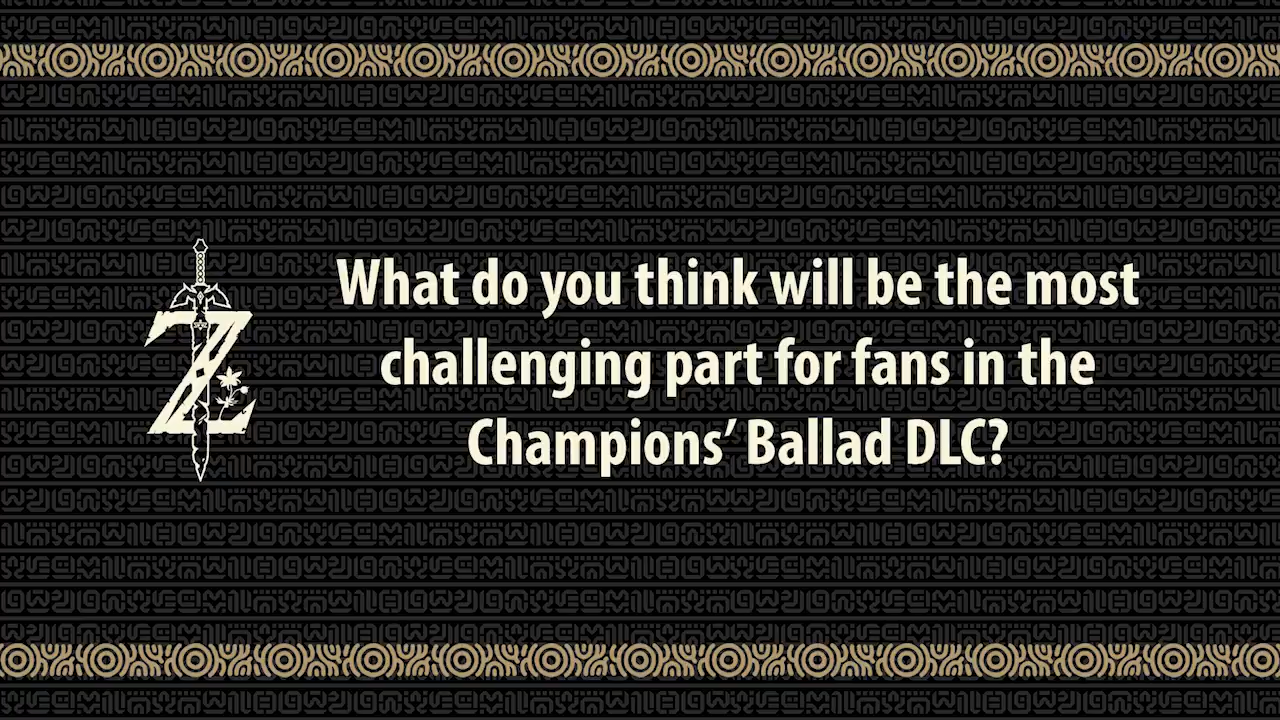 What do you think will be the most
challenging part for fans in the
Champions’ Ballad DLC?